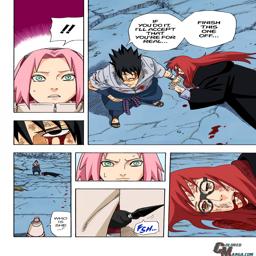 !!
IF
YOU DO IT,
I'LL ACCEPT
THAT
YOU'RE FOR
REAL...
FINISH
THIS
ONE
OFF...
WHO
IS
SHE
FSH...
COLORED
MANGA.COM